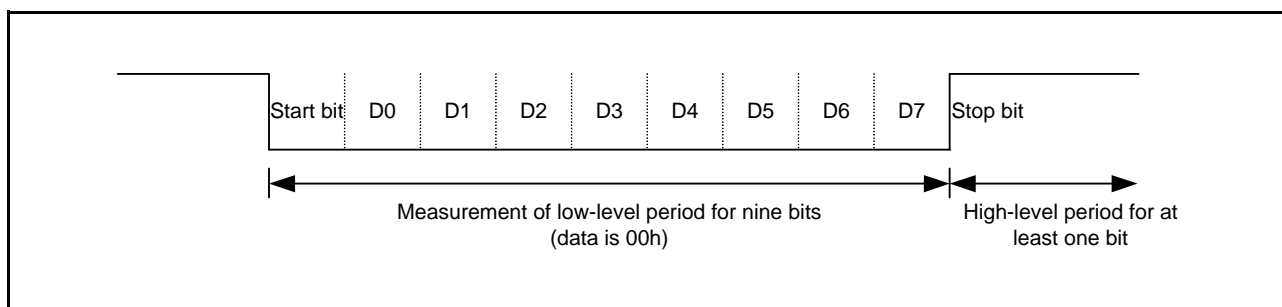 Start bit D0 D1 D2 D3 D4 D5 D6 D7 Stop bit
Measurement of low-level period for nine bits
(data is 00h)
High-level period for at
least one bit